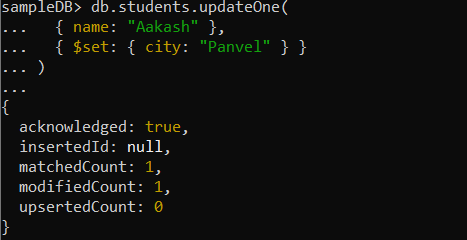 sampleDB> db.students.updateOne(
...   { name: "Aakash" },
...   { $set: { city: "Panvel" } }
... )
...
{
  acknowledged: true,
  insertedId: null,
  matchedCount: 1,
  modifiedCount: 1,
  upsertedCount: 0
}